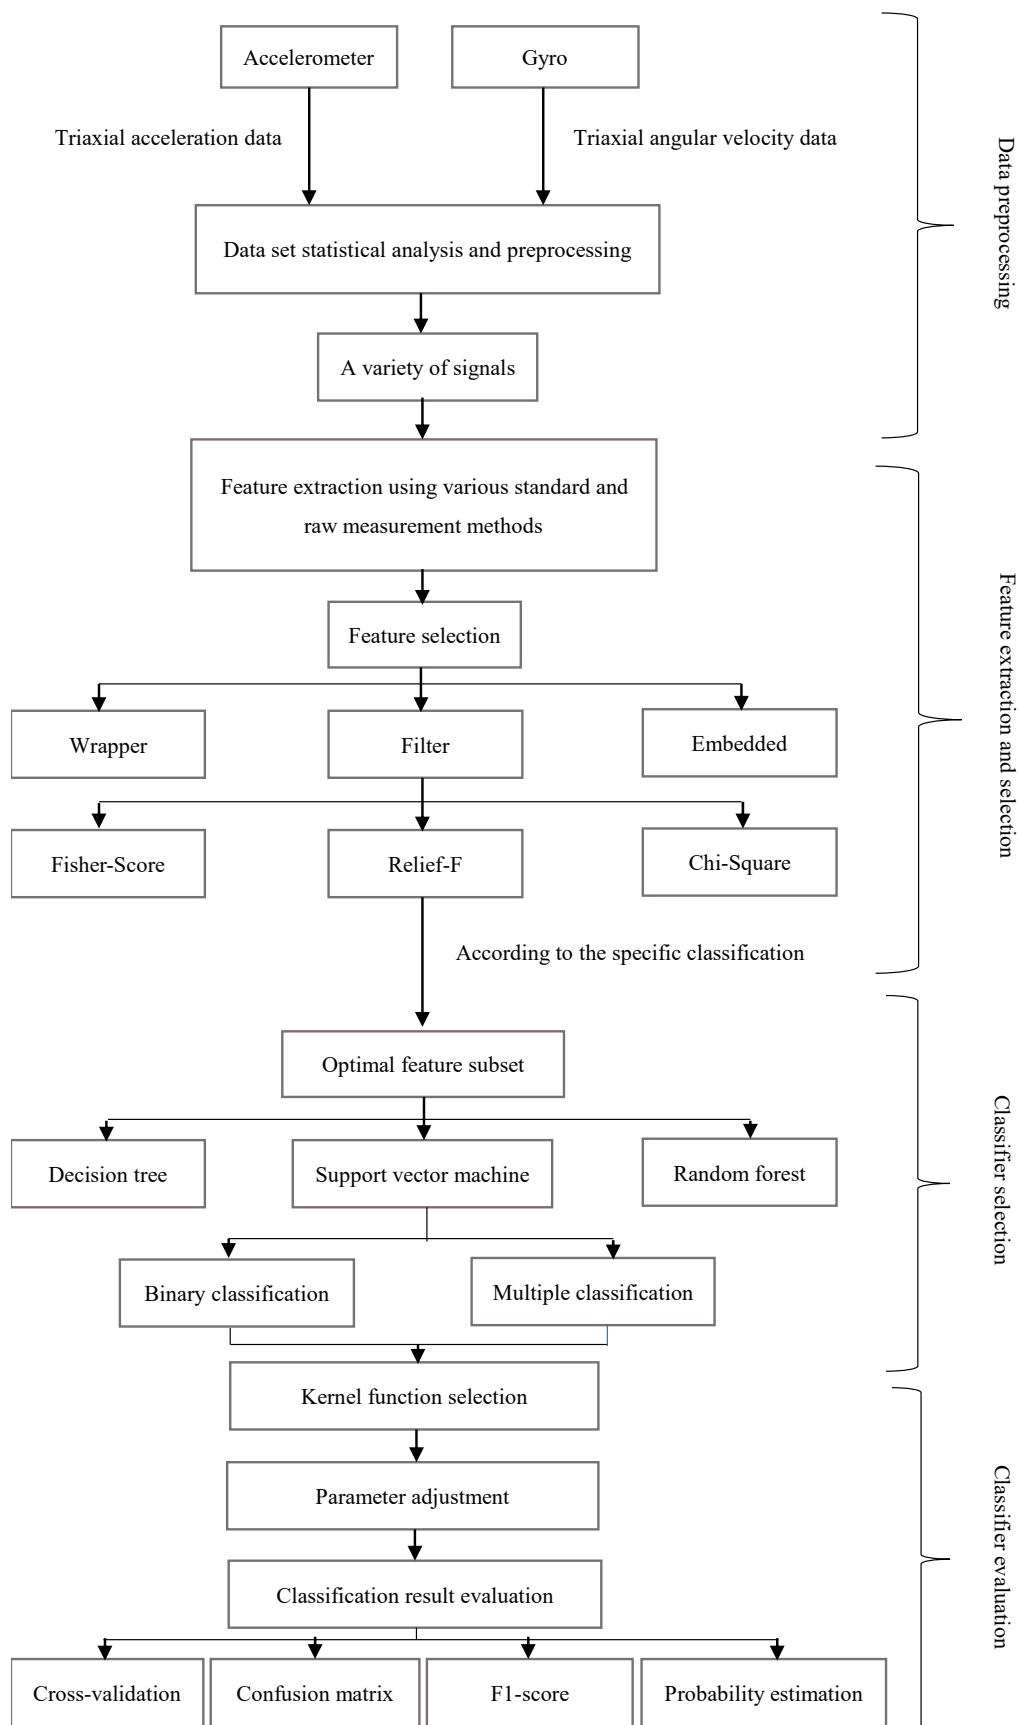 Accelerometer
Gyro
Triaxial acceleration data
Triaxial angular velocity data
Data set statistical analysis and preprocessing
A variety of signals
Data preprocessing
Feature extraction using various standard and
raw measurement methods
Feature selection
Wrapper
Filter
Embedded
Fisher-Score
Relief-F
Chi-Square
According to the specific classification
Feature extraction and selection
Optimal feature subset
Decision tree
Support vector machine
Random forest
Binary classification
Multiple classification
Classifier selection
Kernel function selection
Parameter adjustment
Classification result evaluation
Cross-validation
Confusion matrix
F1-score
Probability estimation
Classifier evaluation